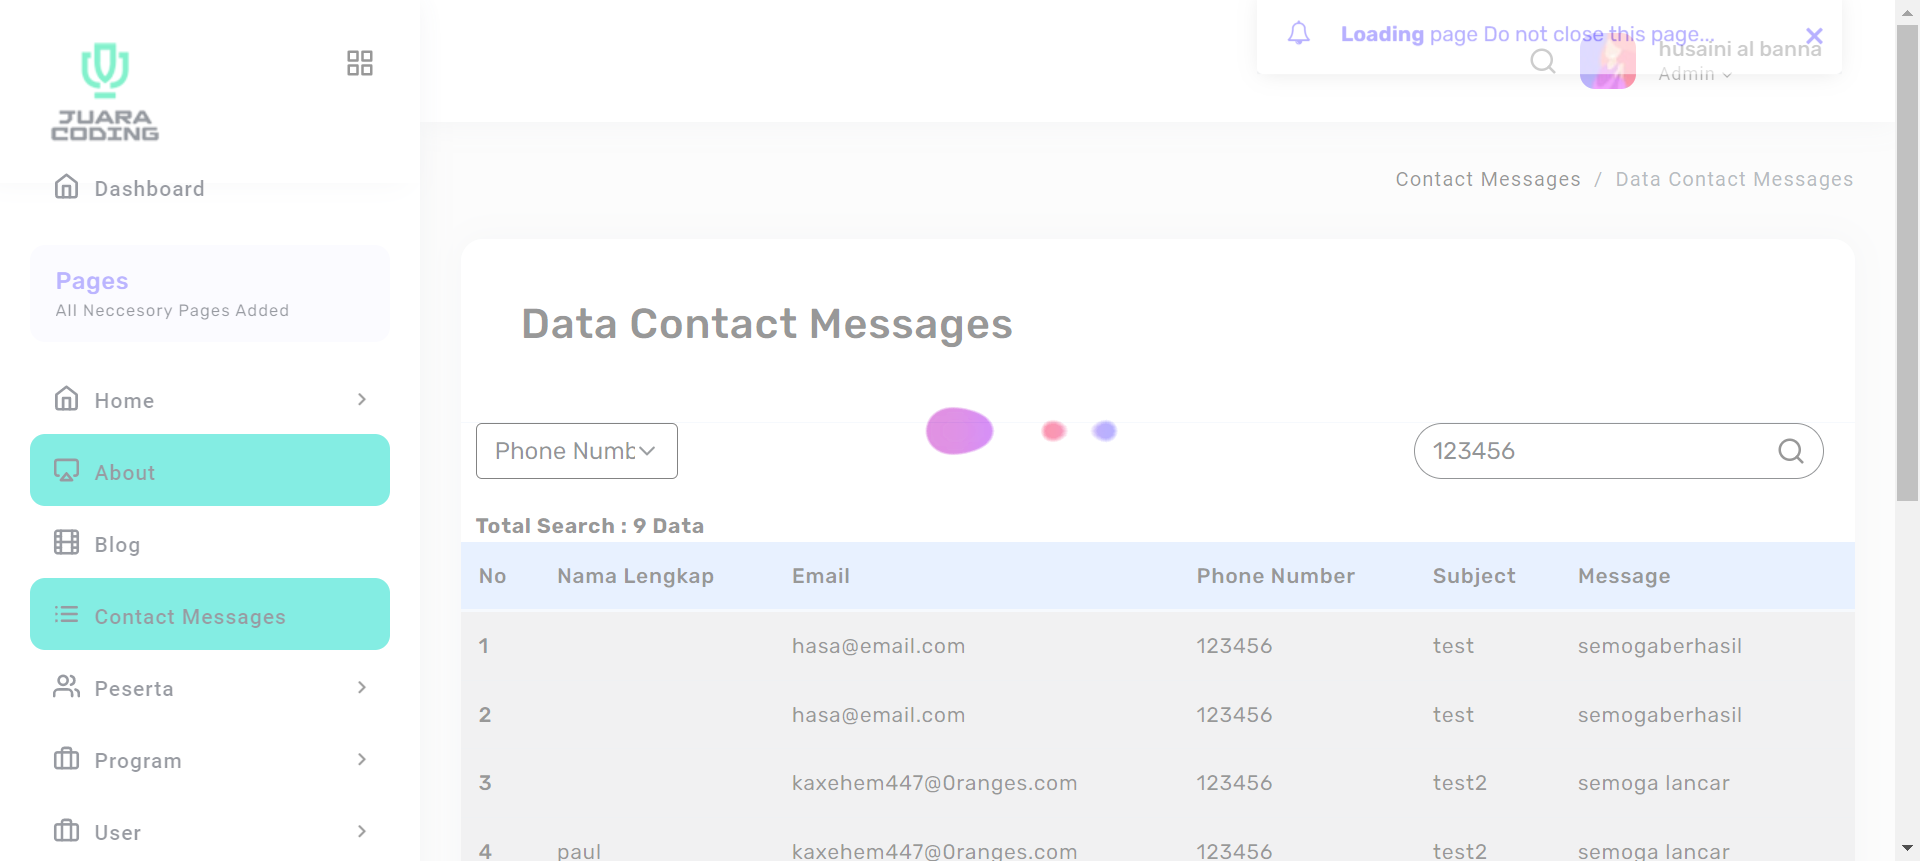 JUARA
CODING
Dashboard
Pages
All Neccesory Pages Added
Home
About
Blog
Contact Messages
Peserta
Program
User
Loading page Do not close this page...
husaini al banna
Admin
Contact Messages / Data Contact Messages
Data Contact Messages
Phone Numb
123456
Total Search : 9 Data
No Nama Lengkap Email Phone Number Subject Message
1 hasa@email.com 123456 test semogaberhasil
2 hasa@email.com 123456 test semogaberhasil
3 kaxehem447@0ranges.com 123456 test2 semoga lancar
4 paul kaxehem447@0ranges.com 123456 test2 semoga lancar